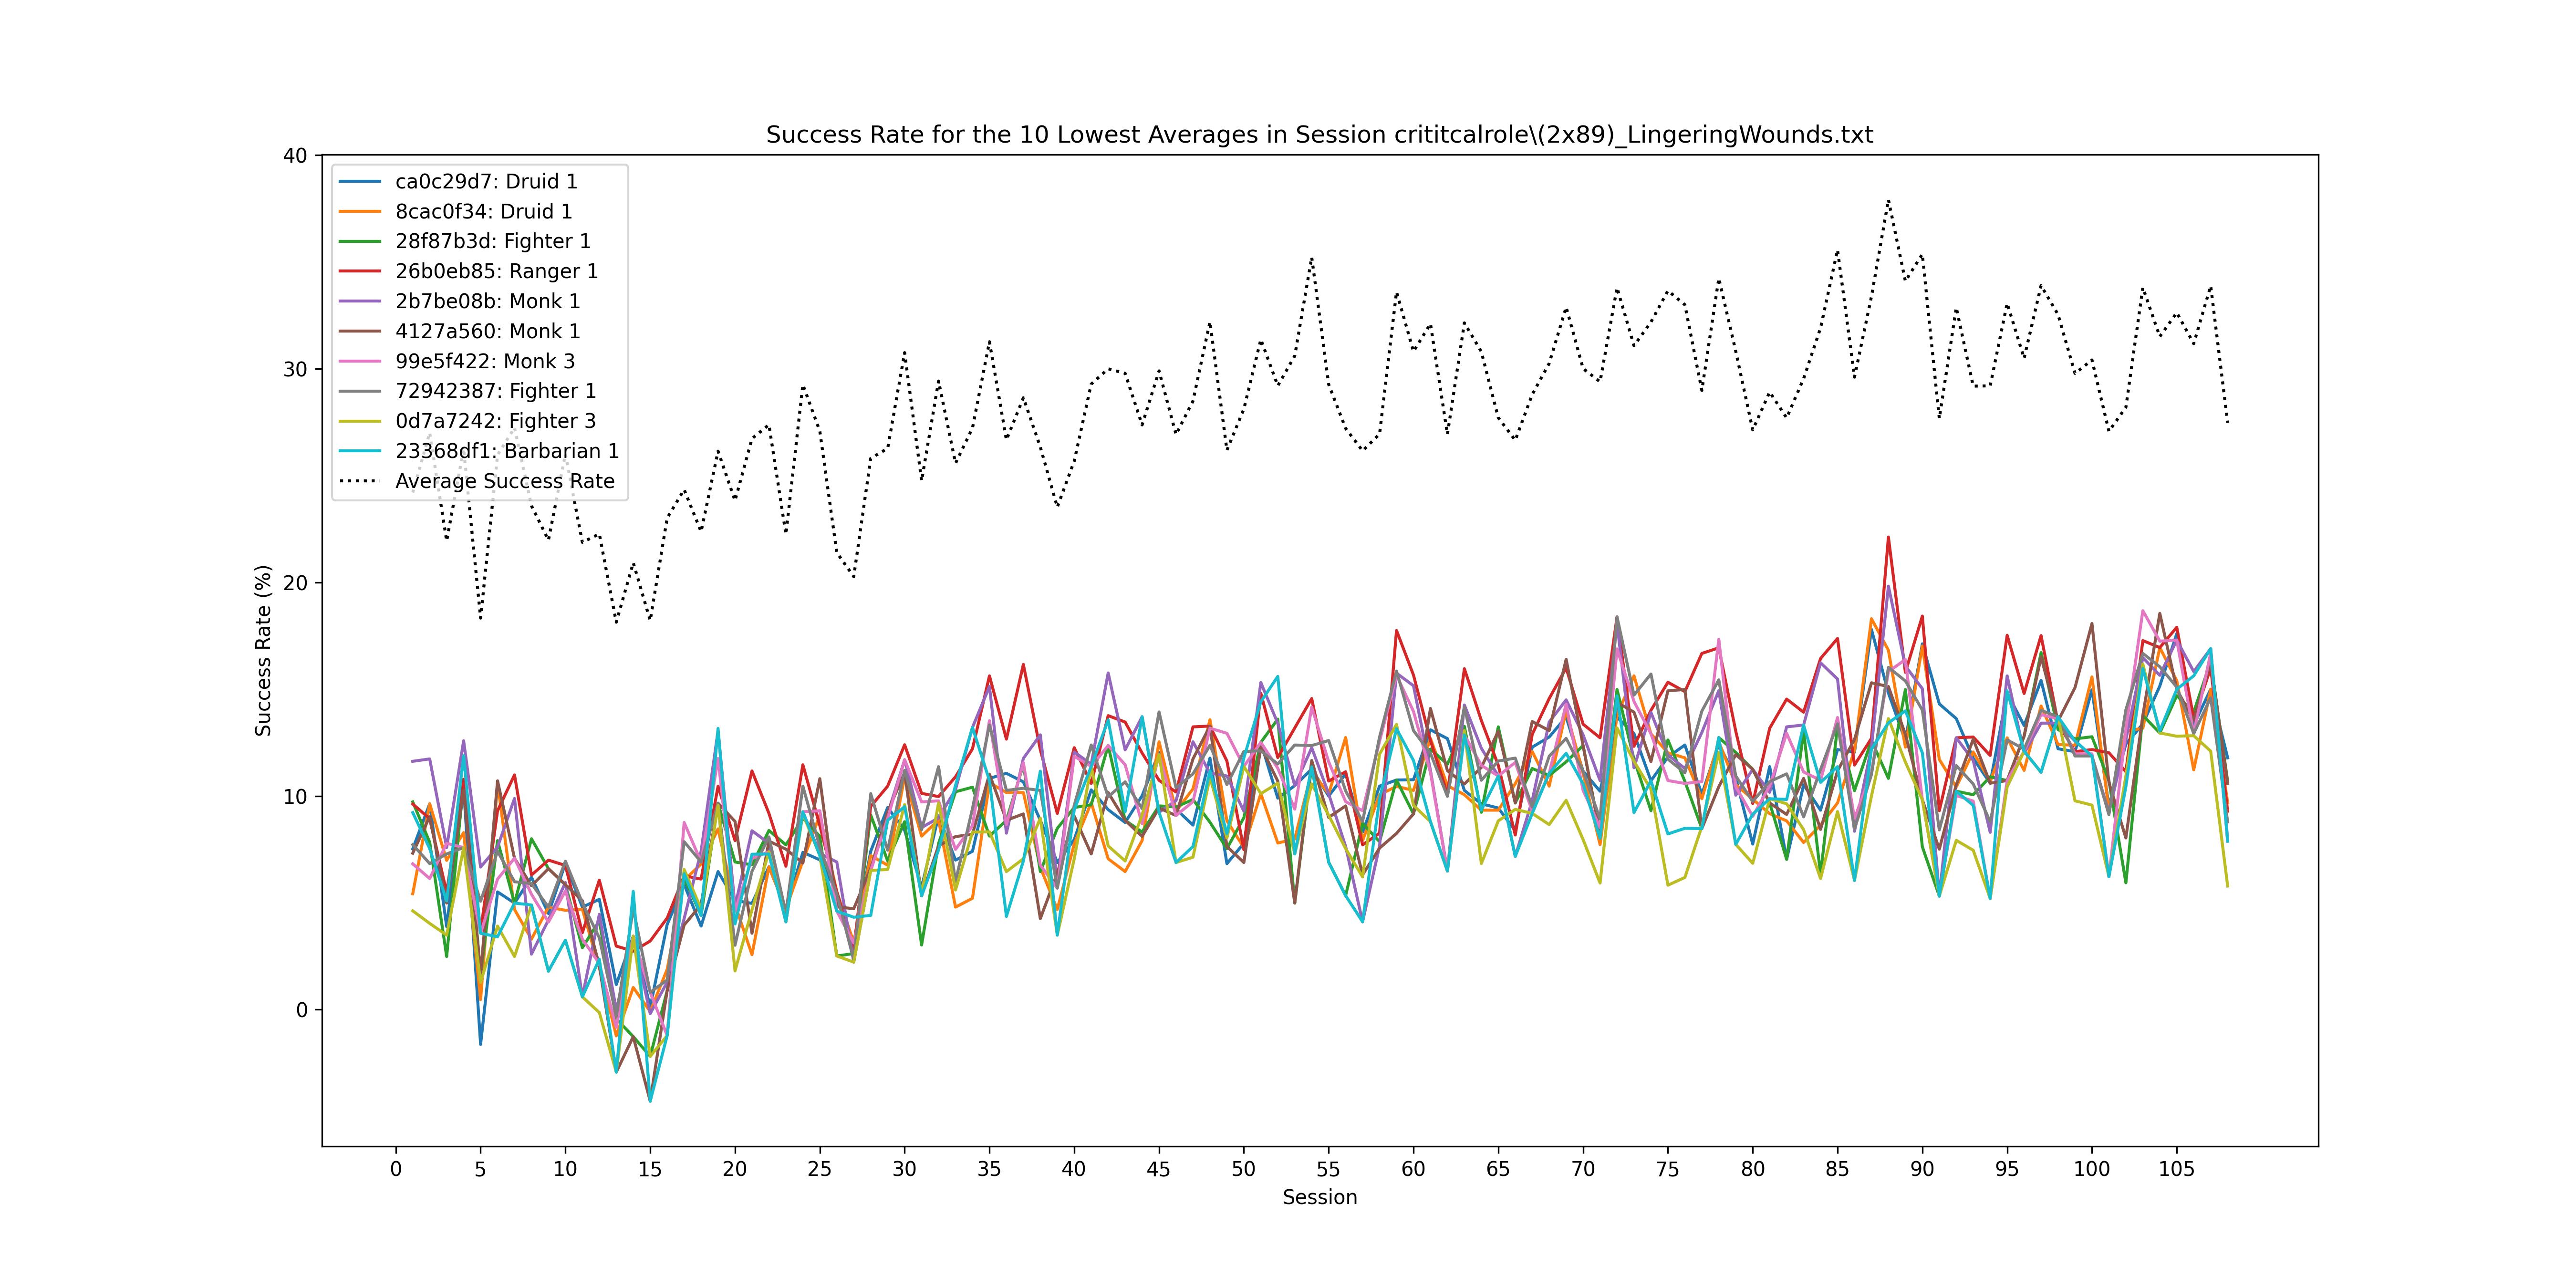 Success Rate for the 10 Lowest Averages in Session crititcalrole\(2x89)_LingeringWounds.txt
40
30
20
10
0
Success Rate (%)
ca0c29d7: Druid 1
8cac0f34: Druid 1
28f87b3d: Fighter 1
26b0eb85: Ranger 1
2b7be08b: Monk 1
4127a560: Monk 1
99e5f422: Monk 3
72942387: Fighter 1
0d7a7242: Fighter 3
23368df1: Barbarian 1
Average Success Rate
0 5 10 15 20 25 30 35 40 45 50 55 60 65 70 75 80 85 90 95 100 105
Session